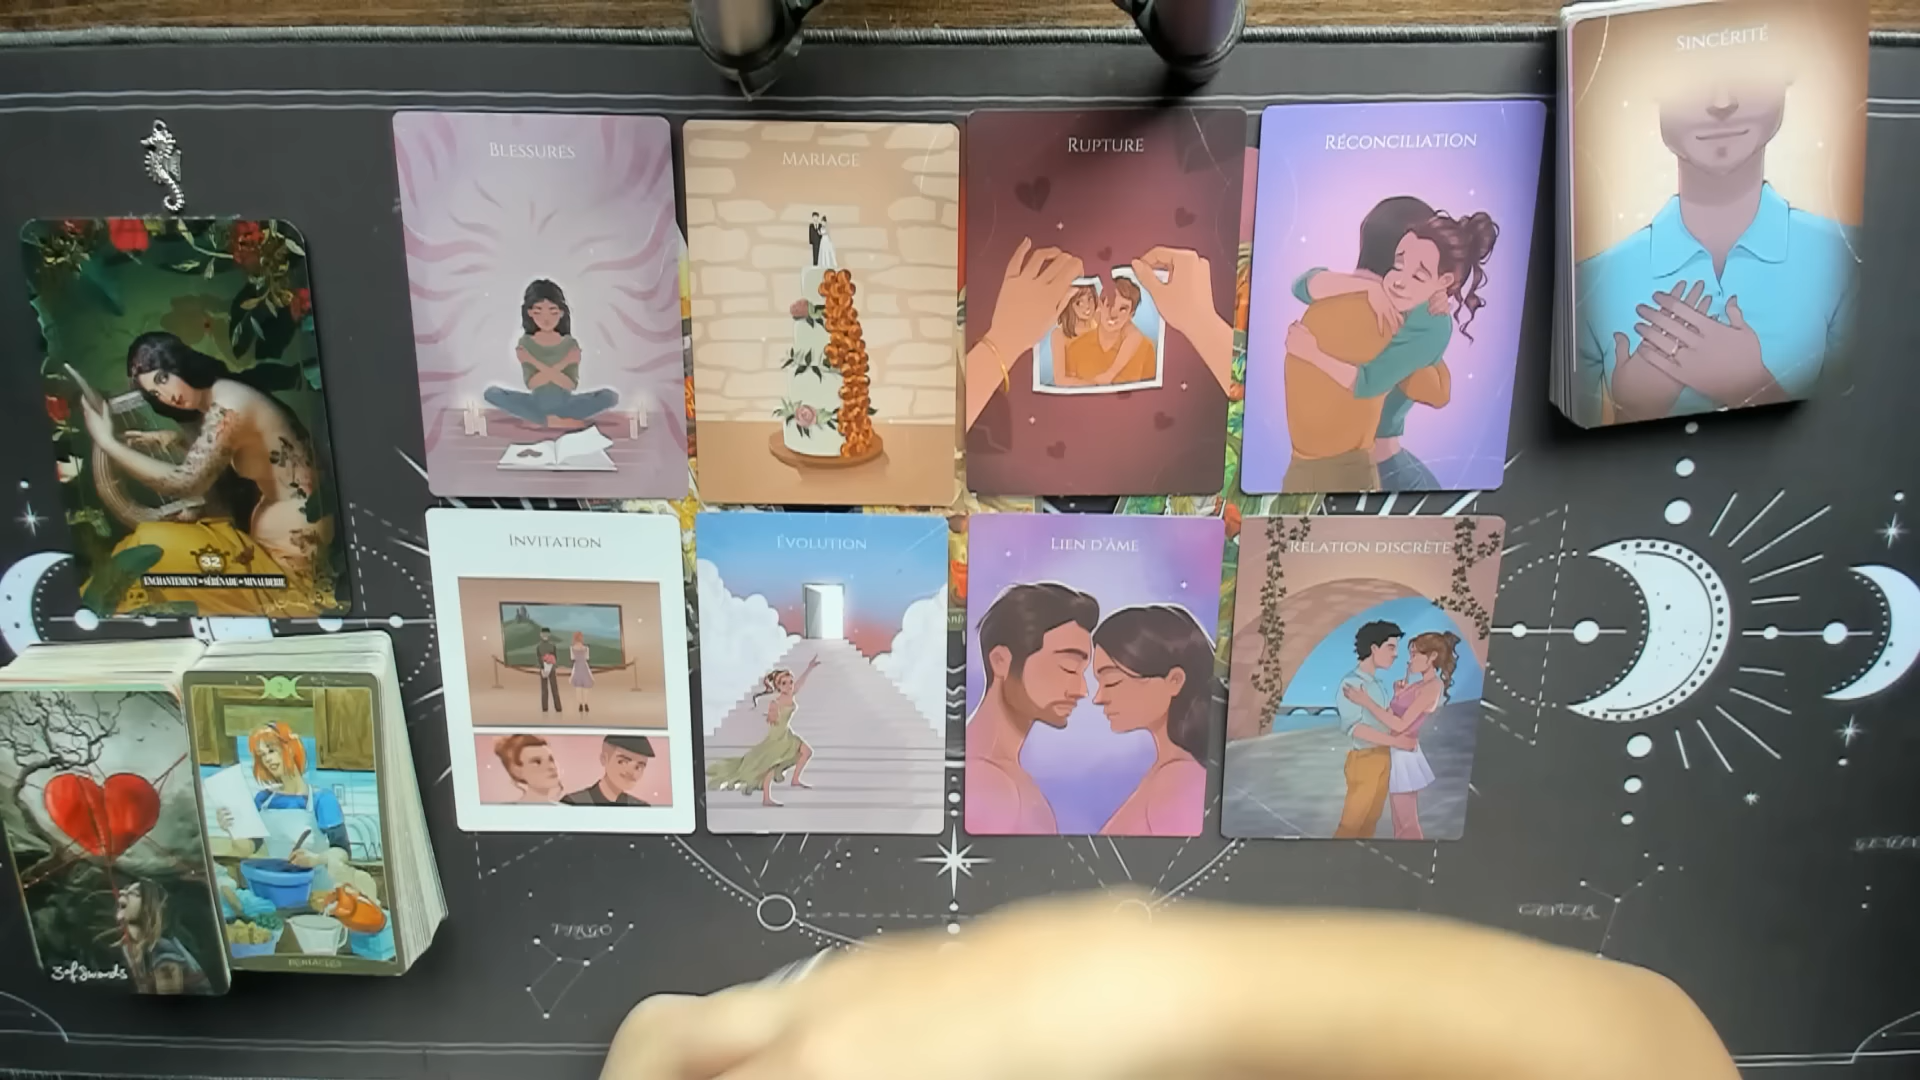 SINCÉRITÉ
BLESSURES
MARIAGE
RUPTURE
RÉCONCILIATION
INVITATION
ÉVOLUTION
LIEN D'ÂME
RELATION DISCRÈTE
32
ENCHANTEMENT • SÉRÉNADE • MINAUDERIE
3 of Swords
PENTACLES
VIRGO